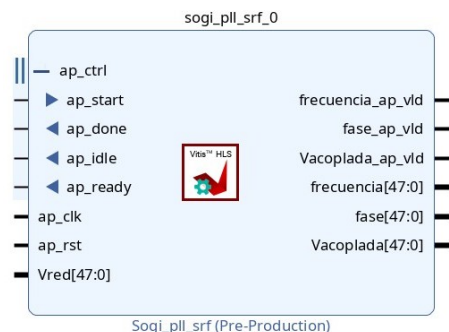 sogi_pll_srf_0
ap_ctrl
ap_start
ap_done
ap_idle
ap_ready
ap_clk
ap_rst
Vred[47:0]
Vitis™ HLS
frecuencia_ap_vld
fase_ap_vld
Vacoplada_ap_vld
frecuencia[47:0]
fase[47:0]
Vacoplada[47:0]
Sogi_pll_srf (Pre-Production)